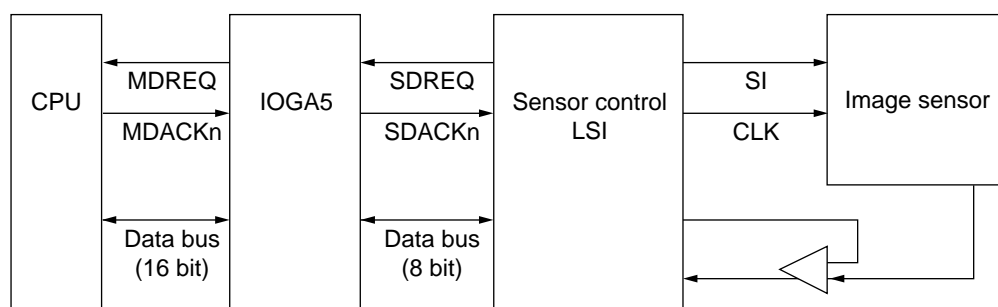 MDREQ
SDREQ
SI
CPU
IOGA5
Sensor control
LSI
Image sensor
MDACKn
SDACKn
CLK
Data bus
(16 bit)
Data bus
(8 bit)